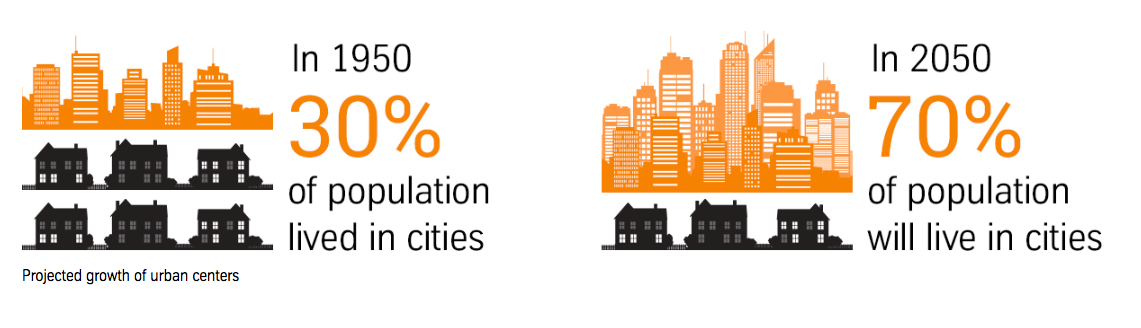 In 1950
30%
of population
lived in cities
Projected growth of urban centers
In 2050
70%
of population
will live in cities